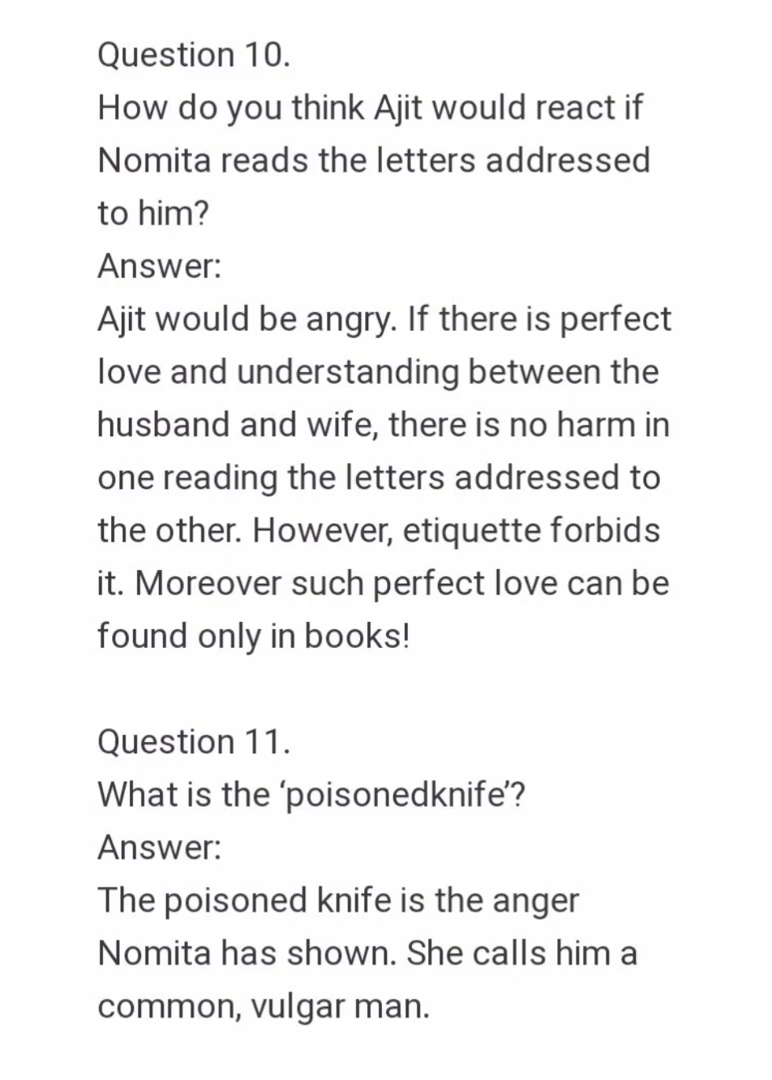 Question 10.
How do you think Ajit would react if
Nomita reads the letters addressed
to him?
Answer:
Ajit would be angry. If there is perfect
love and understanding between the
husband and wife, there is no harm in
one reading the letters addressed to
the other. However, etiquette forbids
it. Moreover such perfect love can be
found only in books!
Question 11.
What is the ‘poisonedknife’?
Answer:
The poisoned knife is the anger
Nomita has shown. She calls him a
common, vulgar man.